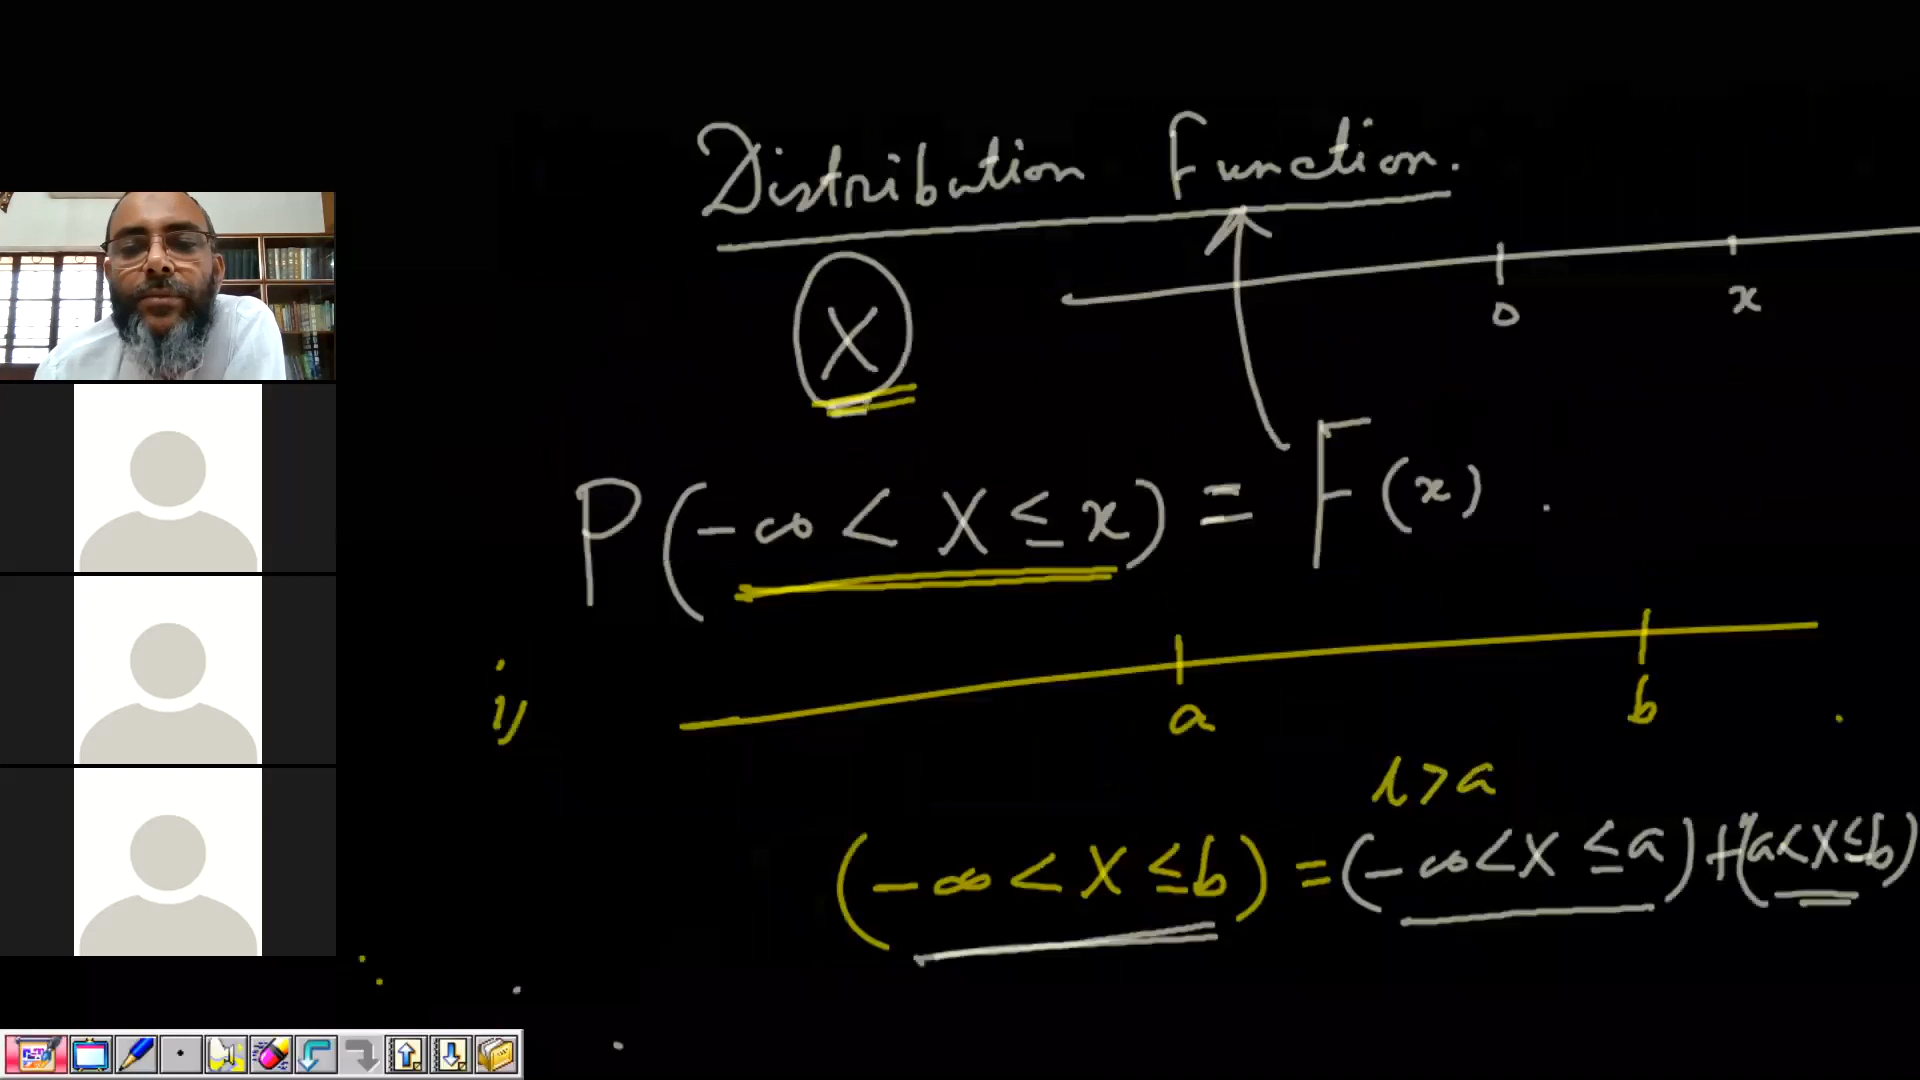 Distribution Function.
X
0 x
P(-∞ < X ≤ x) = F(x).
i)
a b
b > a
(-∞ < X ≤ b) = (-∞ < X ≤ a) + (a < X ≤ b)